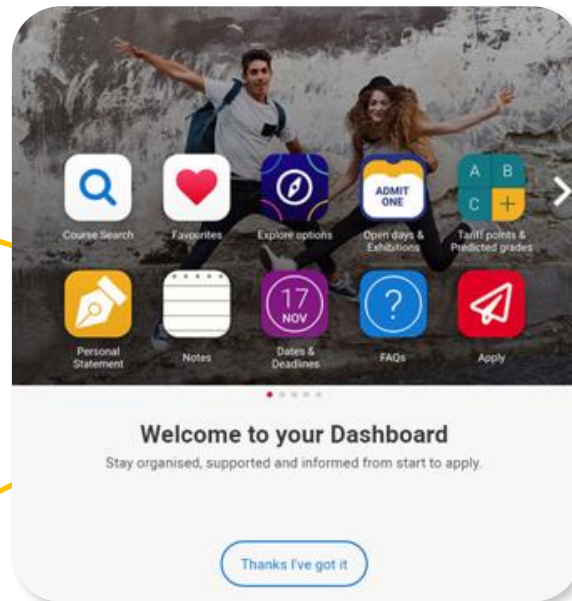 ADMIT
ONE
A B
C +
Course Search
Favourites
Explore options
Open days &
Exhibitions
Tariff points &
Predicted grades
17
NOV
?
Personal
Statement
Notes
Dates &
Deadlines
FAQs
Apply
Welcome to your Dashboard
Stay organised, supported and informed from start to apply.
Thanks I've got it